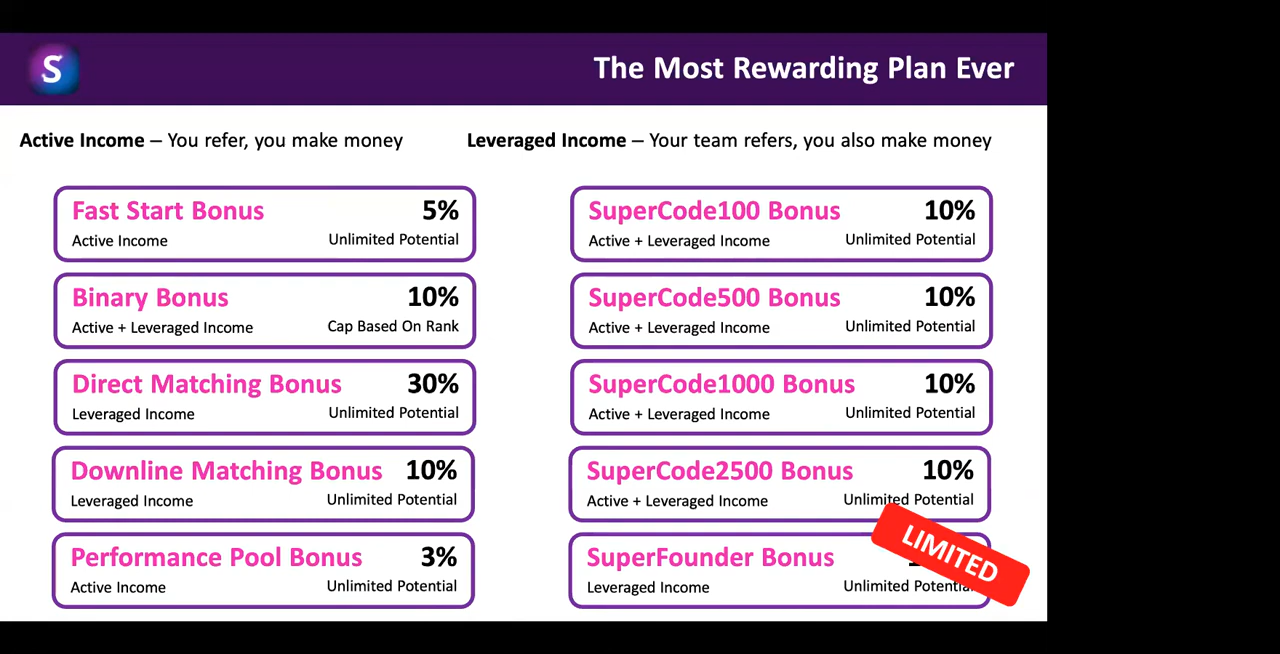 S
The Most Rewarding Plan Ever
Active Income – You refer, you make money
Leveraged Income – Your team refers, you also make money
Fast Start Bonus 5%
Active Income Unlimited Potential
Binary Bonus 10%
Active + Leveraged Income Cap Based On Rank
Direct Matching Bonus 30%
Leveraged Income Unlimited Potential
Downline Matching Bonus 10%
Leveraged Income Unlimited Potential
Performance Pool Bonus 3%
Active Income Unlimited Potential
SuperCode100 Bonus 10%
Active + Leveraged Income Unlimited Potential
SuperCode500 Bonus 10%
Active + Leveraged Income Unlimited Potential
SuperCode1000 Bonus 10%
Active + Leveraged Income Unlimited Potential
SuperCode2500 Bonus 10%
Active + Leveraged Income Unlimited Potential
SuperFounder Bonus
Leveraged Income Unlimited Potential
LIMITED